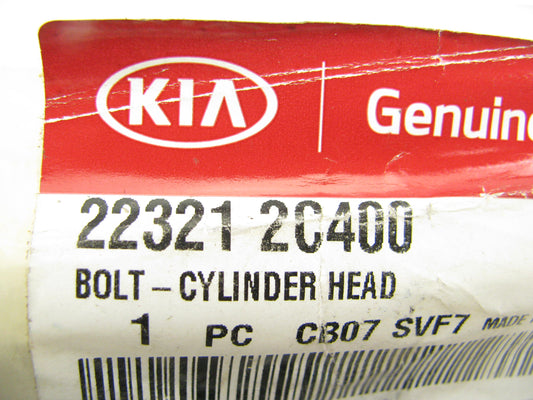 KIA Genuine
22321 2C400
BOLT-CYLINDER HEAD
1 PC CB07 SVF7 MADE